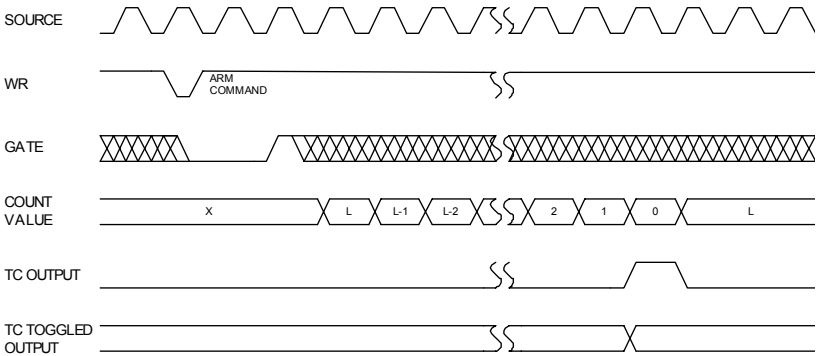 SOURCE
WR
ARM
COMMAND
GATE
COUNT
VALUE
X
L
L-1
L-2
2
1
0
L
TC OUTPUT
TC TOGGLED
OUTPUT